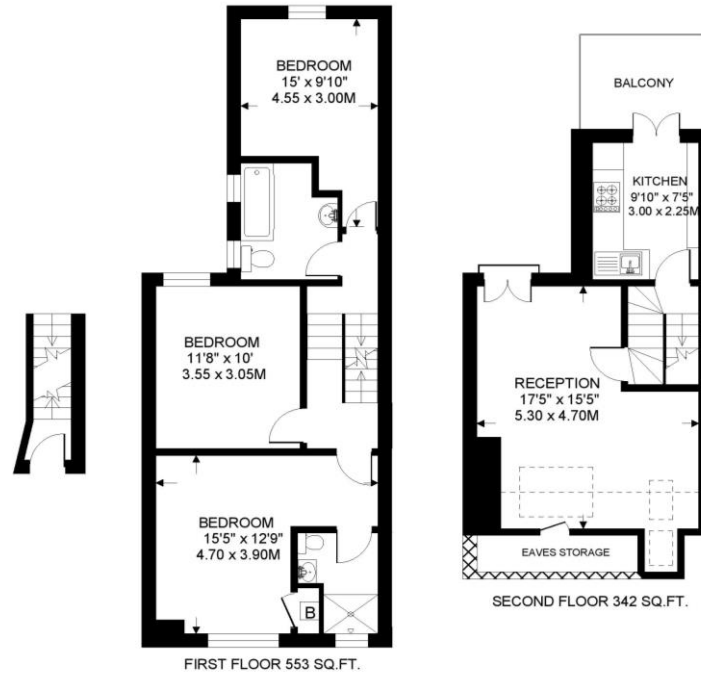 BEDROOM
15' x 9'10"
4.55 x 3.00M
BEDROOM
11'8" x 10'
3.55 x 3.05M
BEDROOM
15'5" x 12'9"
4.70 x 3.90M
B
FIRST FLOOR 553 SQ.FT.
BALCONY
KITCHEN
9'10" x 7'5"
3.00 x 2.25M
RECEPTION
17'5" x 15'5"
5.30 x 4.70M
EAVES STORAGE
SECOND FLOOR 342 SQ.FT.